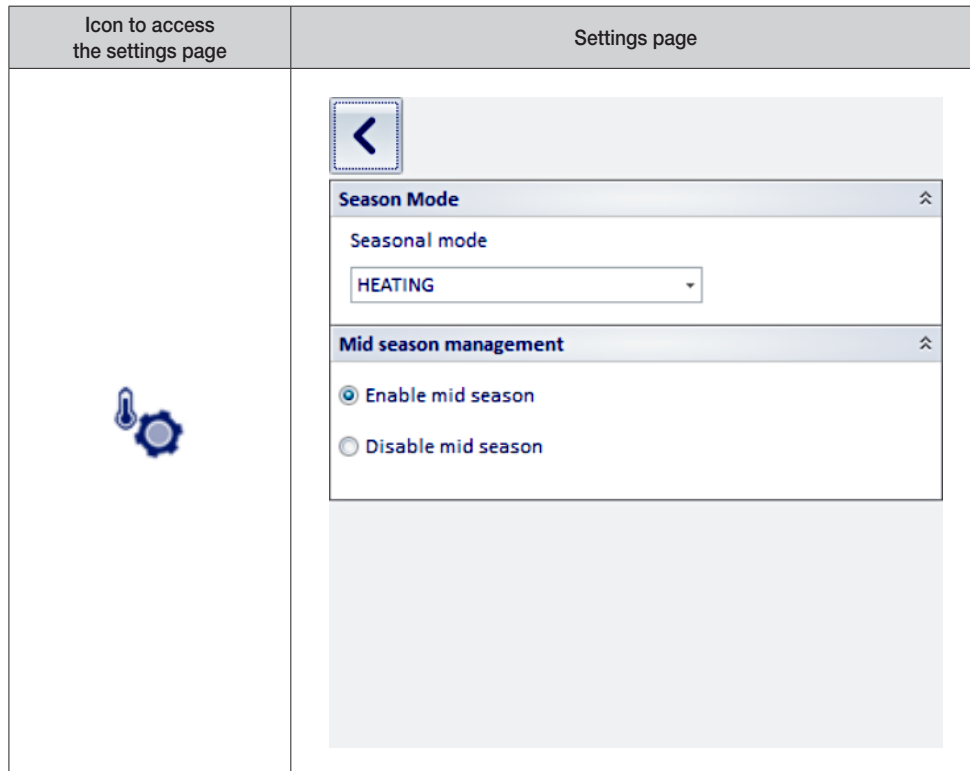 Icon to access
the settings page
Settings page
Season Mode
Seasonal mode
HEATING
Mid season management
Enable mid season
Disable mid season